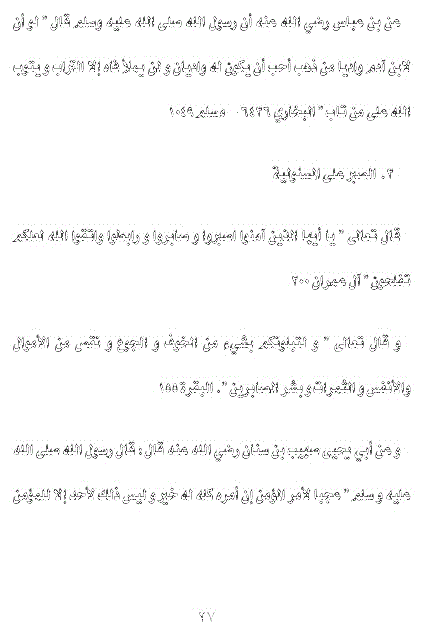 عن بن عباس رضي الله عنه أن رسول الله صلى الله عليه وسلم قال " لو أن
لابن آدم واديا من ذهب أحب أن يكون له واديان و لن يملأ فاه إلا التراب و يتوب
الله على من تاب " البخاري ٦٤٣٦ . مسلم ١٠٤٩
٣ . الصبر على المسئولية
قال تعالى " يا أيها الذين آمنوا اصبروا و صابروا و رابطوا واتقوا الله لعلكم
تفلحون " آل عمران ٢٠٠
و قال تعالى " و لنبلونكم بشيء من الخوف و الجوع و نقص من الأموال
والأنفس و الثمرات و بشر الصابرين " . البقرة ١٥٥
و عن أبي يحيى صهيب بن سنان رضي الله عنه قال : قال رسول الله صلى الله
عليه و سلم " عجبا لأمر المؤمن إن أمره كله له خير و ليس ذلك لأحد إلا للمؤمن
٢٧